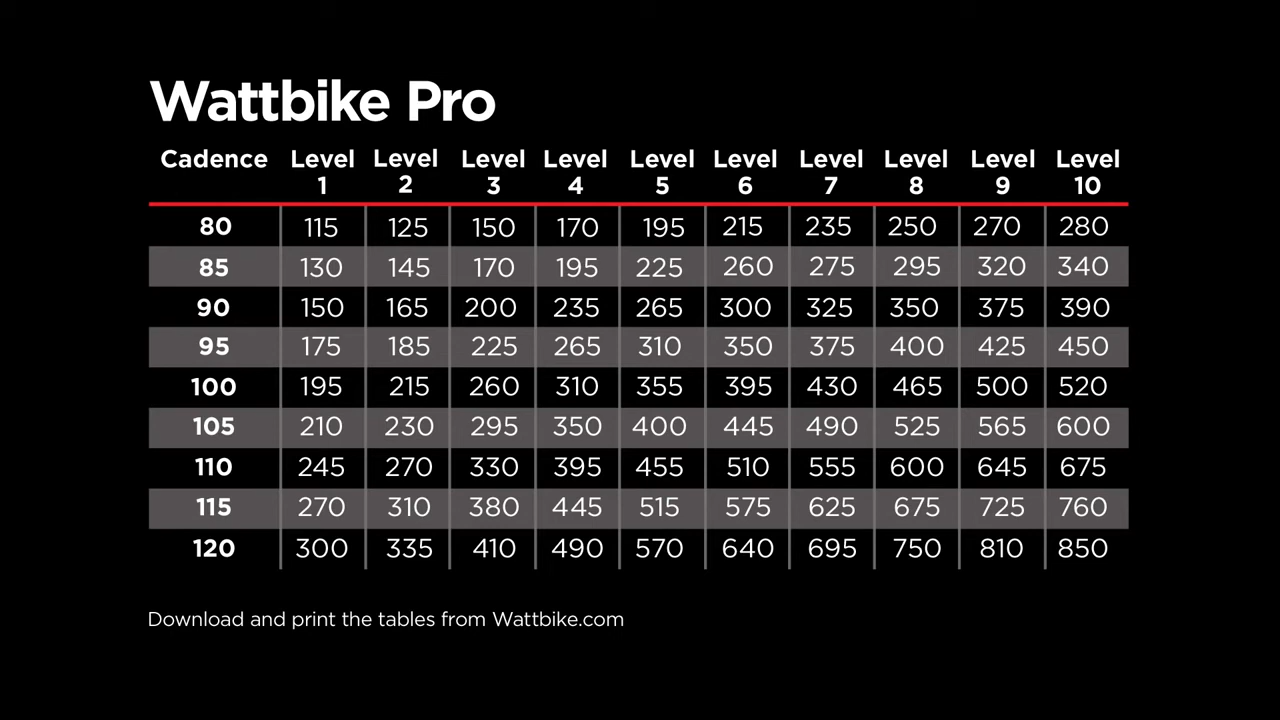 Wattbike Pro
Cadence Level 1 Level 2 Level 3 Level 4 Level 5 Level 6 Level 7 Level 8 Level 9 Level 10
80 115 125 150 170 195 215 235 250 270 280
85 130 145 170 195 225 260 275 295 320 340
90 150 165 200 235 265 300 325 350 375 390
95 175 185 225 265 310 350 375 400 425 450
100 195 215 260 310 355 395 430 465 500 520
105 210 230 295 350 400 445 490 525 565 600
110 245 270 330 395 455 510 555 600 645 675
115 270 310 380 445 515 575 625 675 725 760
120 300 335 410 490 570 640 695 750 810 850
Download and print the tables from Wattbike.com